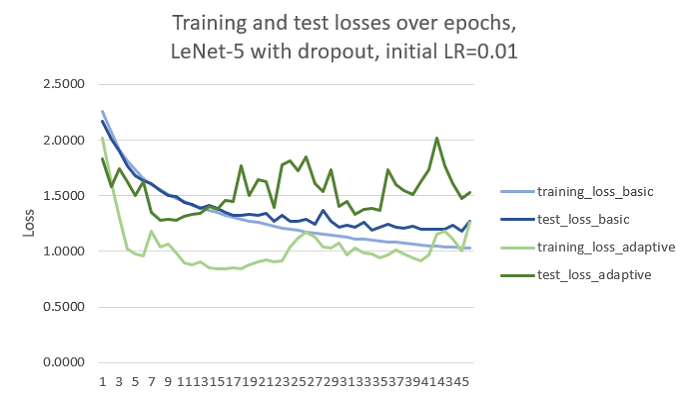 Training and test losses over epochs,
LeNet-5 with dropout, initial LR=0.01
2.5000
2.0000
1.5000
1.0000
0.5000
0.0000
Loss
1 3 5 7 9 11 13 15 17 19 21 23 25 27 29 31 33 35 37 39 41 43 45
training_loss_basic
test_loss_basic
training_loss_adaptive
test_loss_adaptive